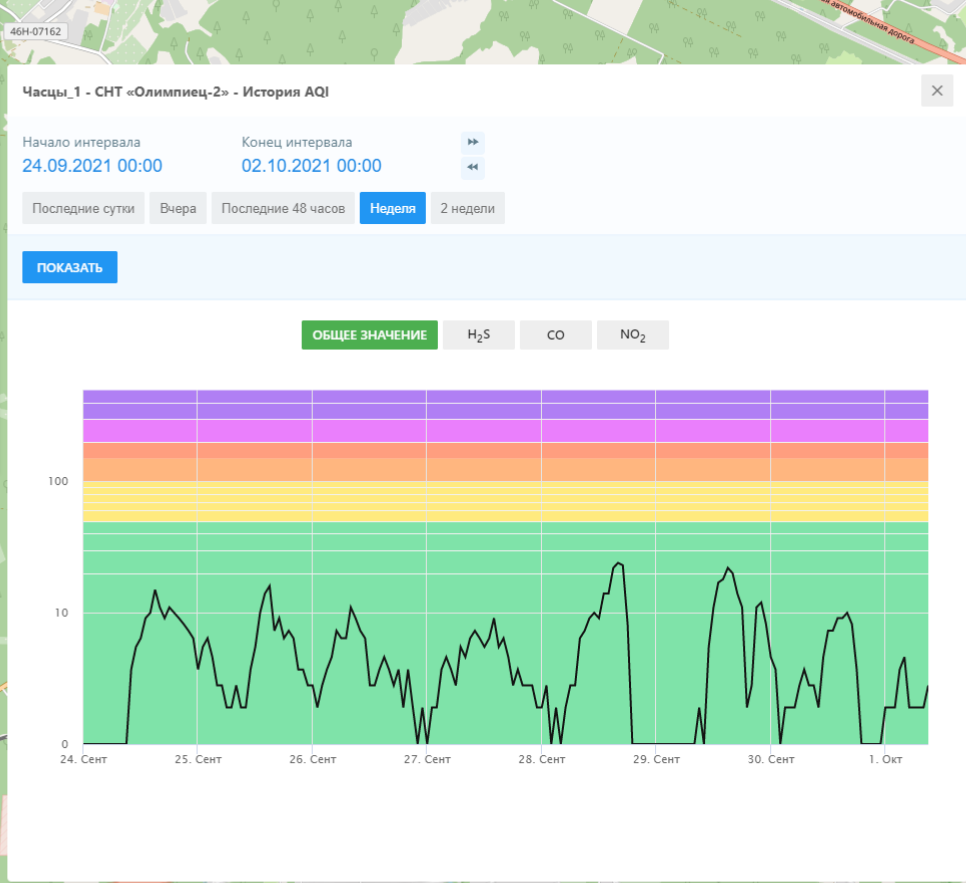 46Н-07162
ая автомобильная дорога
Часцы_1 - СНТ «Олимпиец-2» - История AQI
Начало интервала
Конец интервала
24.09.2021 00:00
02.10.2021 00:00
Последние сутки
Вчера
Последние 48 часов
Неделя
2 недели
ПОКАЗАТЬ
ОБЩЕЕ ЗНАЧЕНИЕ
H₂S
CO
NO₂
100
10
0
24. Сент
25. Сент
26. Сент
27. Сент
28. Сент
29. Сент
30. Сент
1. Окт